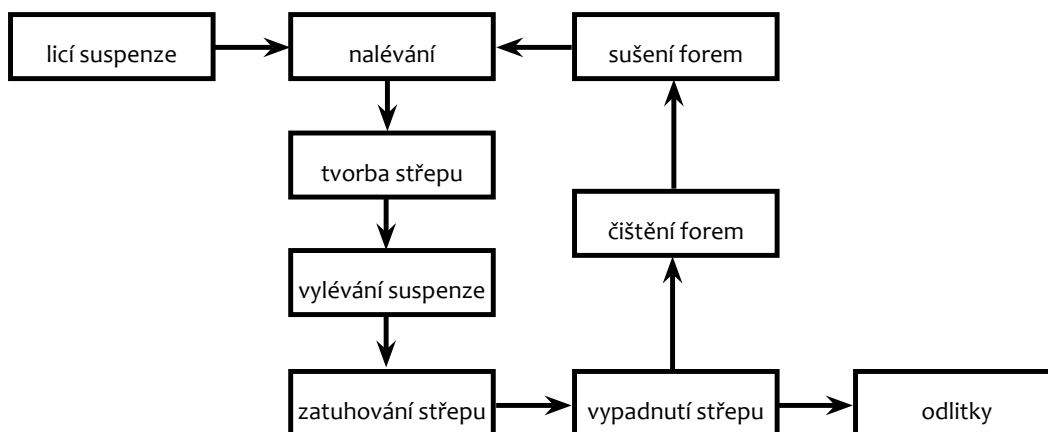 licí suspenze
nalévání
sušení forem
tvorba střepu
čištění forem
vylévání suspenze
zatuhování střepu
vypadnutí střepu
odlitky